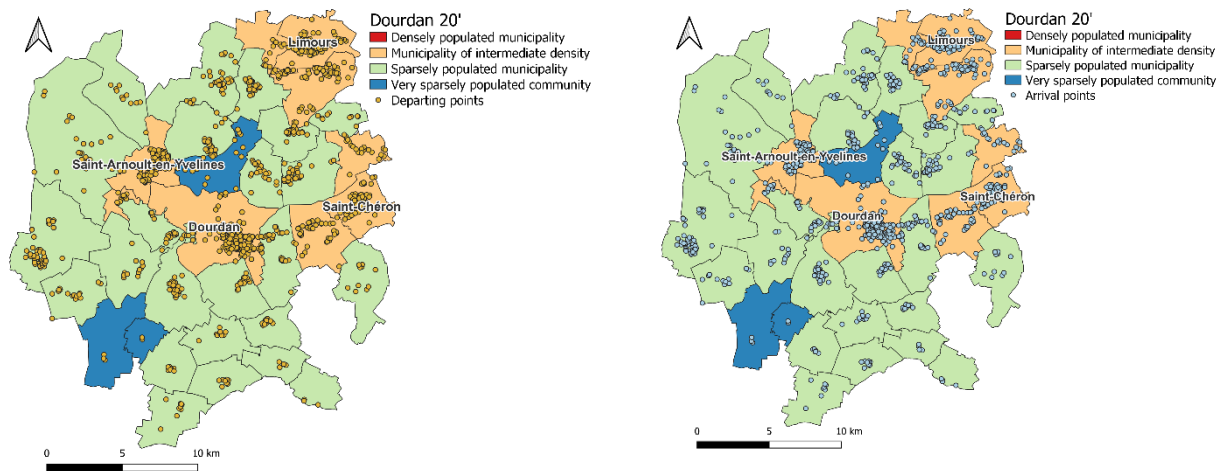 Dourdan 20'
Densely populated municipality
Municipality of intermediate density
Sparsely populated municipality
Very sparsely populated community
Departing points
Limours
Saint-Arnoult-en-Yvelines
Saint-Chéron
Dourdan
0 5 10 km
Dourdan 20'
Densely populated municipality
Municipality of intermediate density
Sparsely populated municipality
Very sparsely populated community
Arrival points
Limours
Saint-Arnoult-en-Yvelines
Saint-Chéron
Dourdan
0 5 10 km